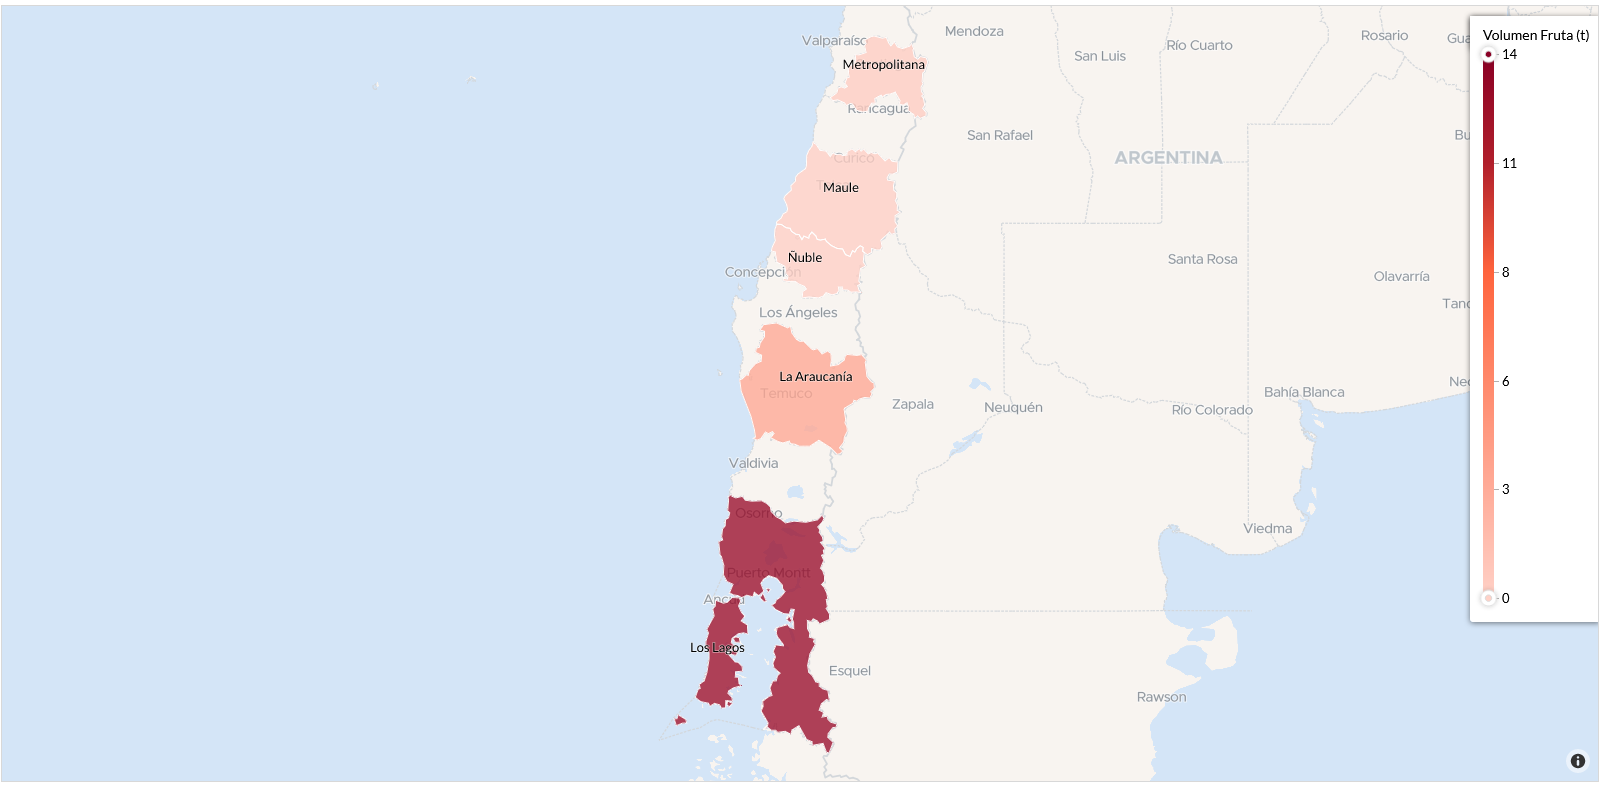 Valparaíso
Mendoza
San Luis
Río Cuarto
Rosario
Gua
Metropolitana
Rancagua
San Rafael
ARGENTINA
Bu
Curicó
Maule
Ñuble
Concepción
Santa Rosa
Olavarría
Tand
Los Ángeles
La Araucanía
Temuco
Zapala
Neuquén
Río Colorado
Bahía Blanca
Nec
Valdivia
Osorno
Viedma
Puerto Montt
Ancud
Los Lagos
Esquel
Rawson
Volumen Fruta (t)
14
11
8
6
3
0